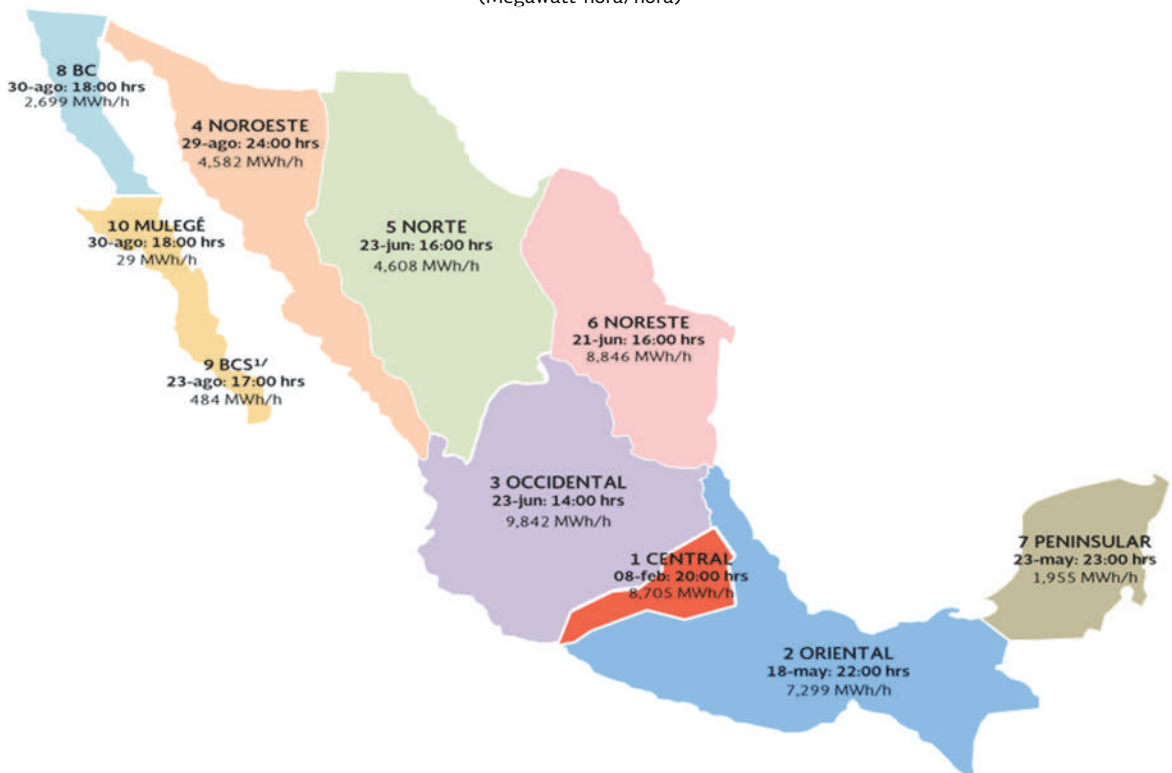 (Megawatt-hora/hora)
8 BC
30-ago: 18:00 hrs
2,699 MWh/h
4 NOROESTE
29-ago: 24:00 hrs
4,582 MWh/h
10 MULEGÉ
30-ago: 18:00 hrs
29 MWh/h
5 NORTE
23-jun: 16:00 hrs
4,608 MWh/h
6 NORESTE
21-jun: 16:00 hrs
8,846 MWh/h
9 BCS¹/
23-ago: 17:00 hrs
484 MWh/h
3 OCCIDENTAL
23-jun: 14:00 hrs
9,842 MWh/h
1 CENTRAL
08-feb: 20:00 hrs
8,705 MWh/h
7 PENINSULAR
23-may: 23:00 hrs
1,955 MWh/h
2 ORIENTAL
18-may: 22:00 hrs
7,299 MWh/h